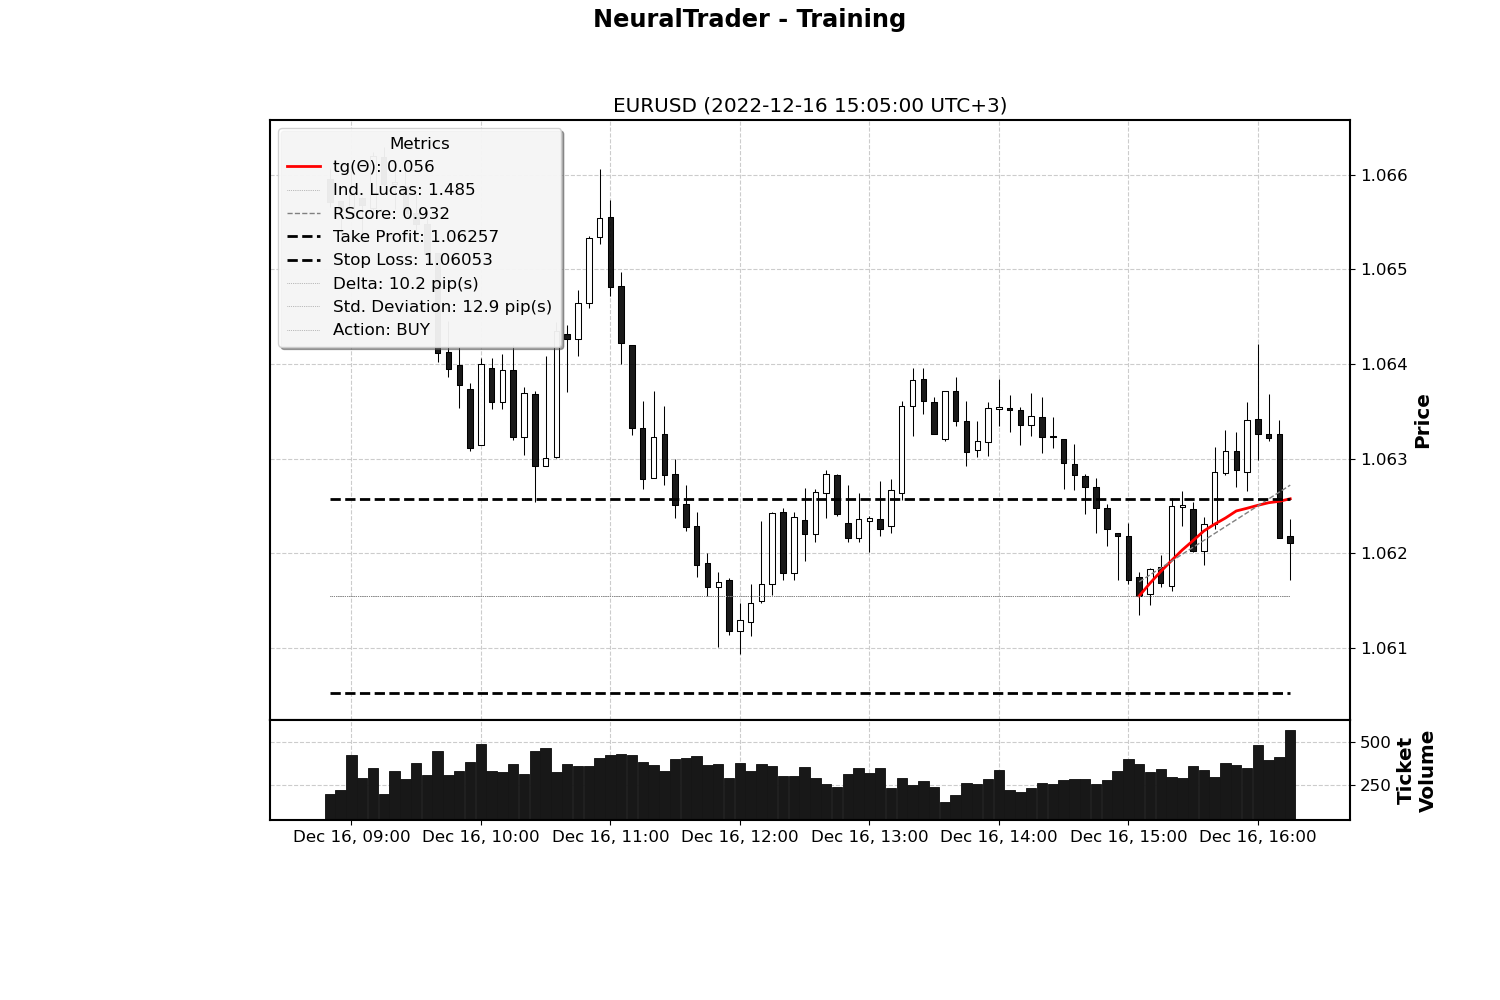 NeuralTrader - Training
EURUSD (2022-12-16 15:05:00 UTC+3)
Metrics
tg(Θ): 0.056
Ind. Lucas: 1.485
RScore: 0.932
Take Profit: 1.06257
Stop Loss: 1.06053
Delta: 10.2 pip(s)
Std. Deviation: 12.9 pip(s)
Action: BUY
1.066
1.065
1.064
1.063
1.062
1.061
Price
500
250
Ticket
Volume
Dec 16, 09:00
Dec 16, 10:00
Dec 16, 11:00
Dec 16, 12:00
Dec 16, 13:00
Dec 16, 14:00
Dec 16, 15:00
Dec 16, 16:00